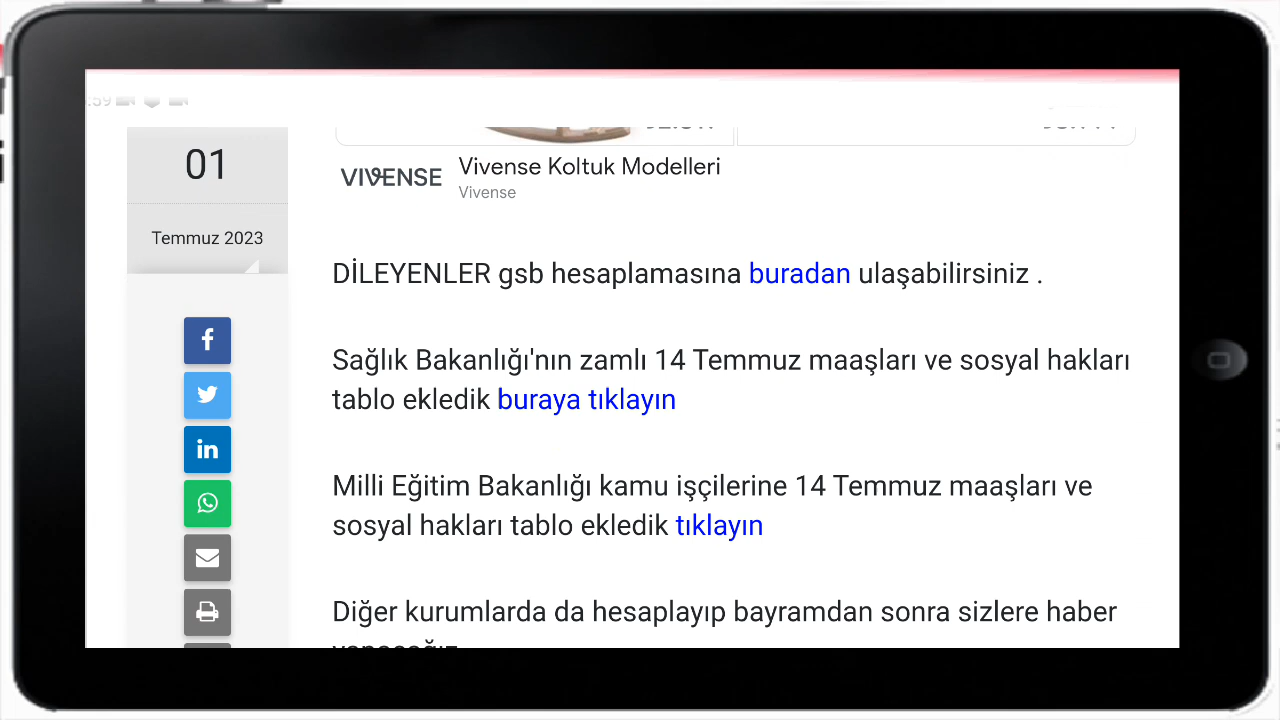 01
Temmuz 2023
VIVENSE
Vivense Koltuk Modelleri
Vivense
DİLEYENLER gsb hesaplamasına buradan ulaşabilirsiniz .
Sağlık Bakanlığı'nın zamlı 14 Temmuz maaşları ve sosyal hakları
tablo ekledik buraya tıklayın
Milli Eğitim Bakanlığı kamu işçilerine 14 Temmuz maaşları ve
sosyal hakları tablo ekledik tıklayın
Diğer kurumlarda da hesaplayıp bayramdan sonra sizlere haber